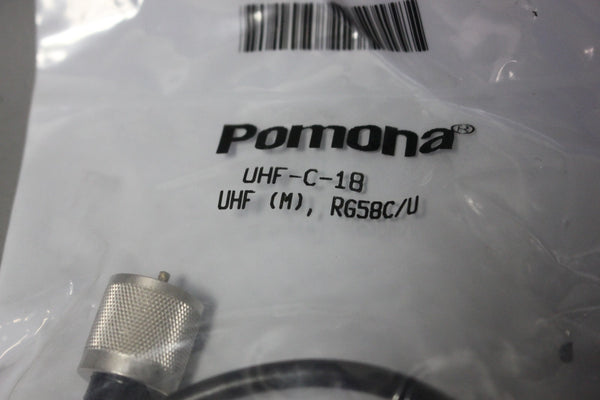 Pomona®
UHF-C-18
UHF (M), RG58C/U